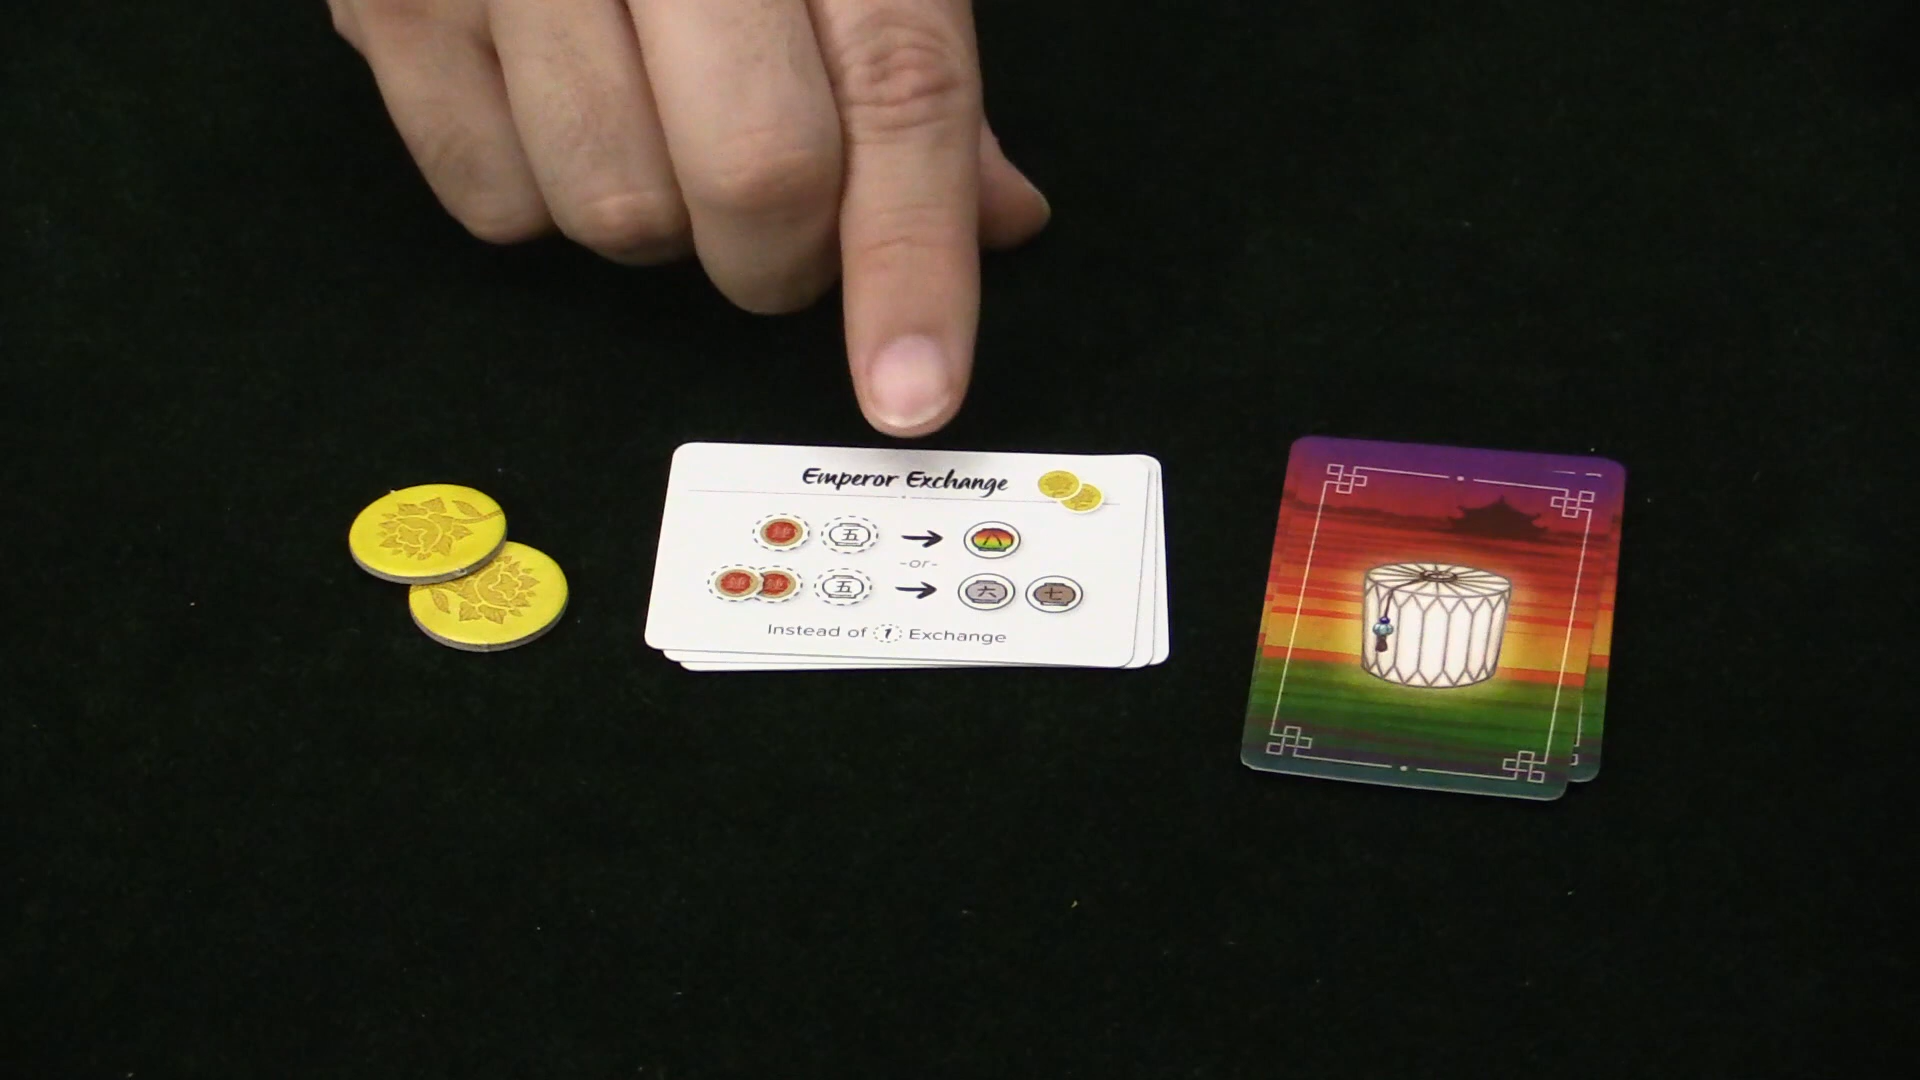 Emperor Exchange
五
-or-
五 六 七
Instead of 1 Exchange